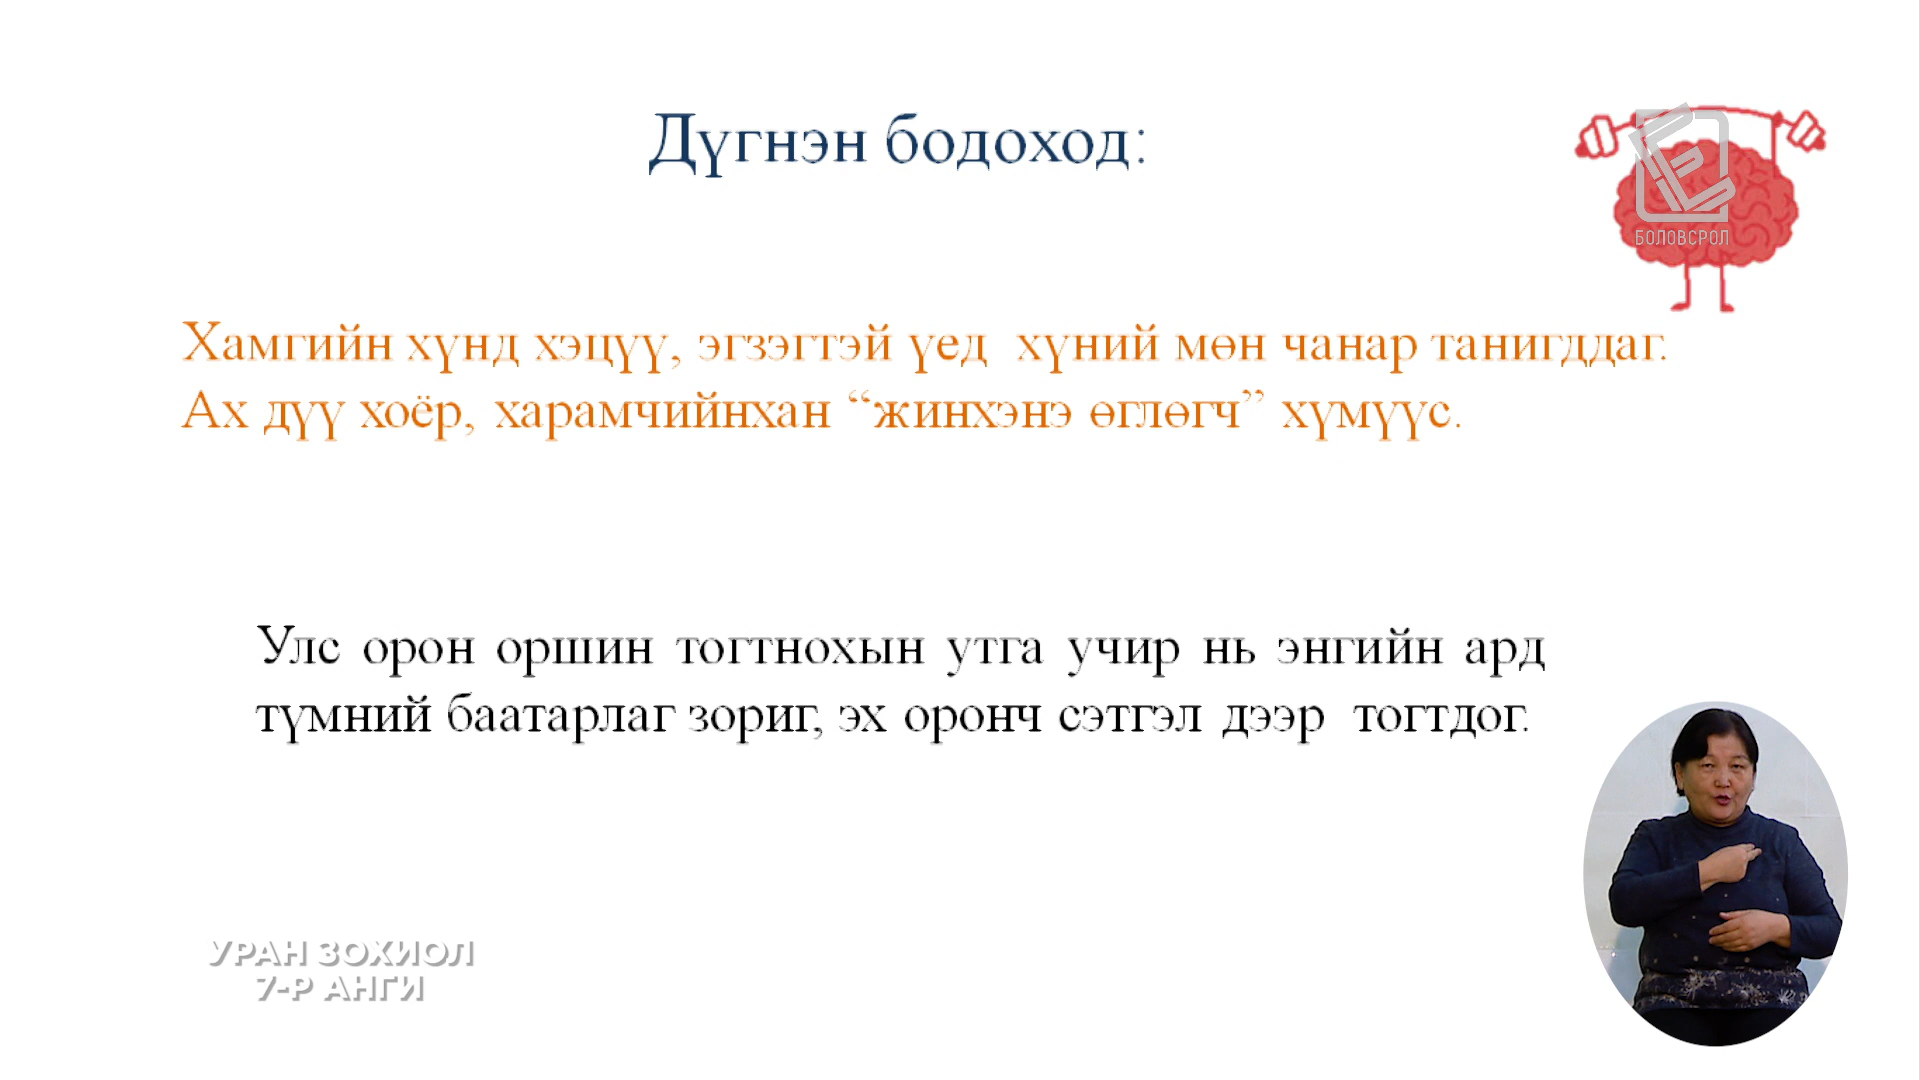 Дүгнэн бодоход:
БОЛОВСРОЛ
Хамгийн хүнд хэцүү, эгзэгтэй үед хүний мөн чанар танигддаг.
Ах дүү хоёр, харамчийнхан “жинхэнэ өглөгч” хүмүүс.
Улс орон оршин тогтнохын утга учир нь энгийн ард
түмний баатарлаг зориг, эх оронч сэтгэл дээр тогтдог.
УРАН ЗОХИОЛ
7-Р АНГИ